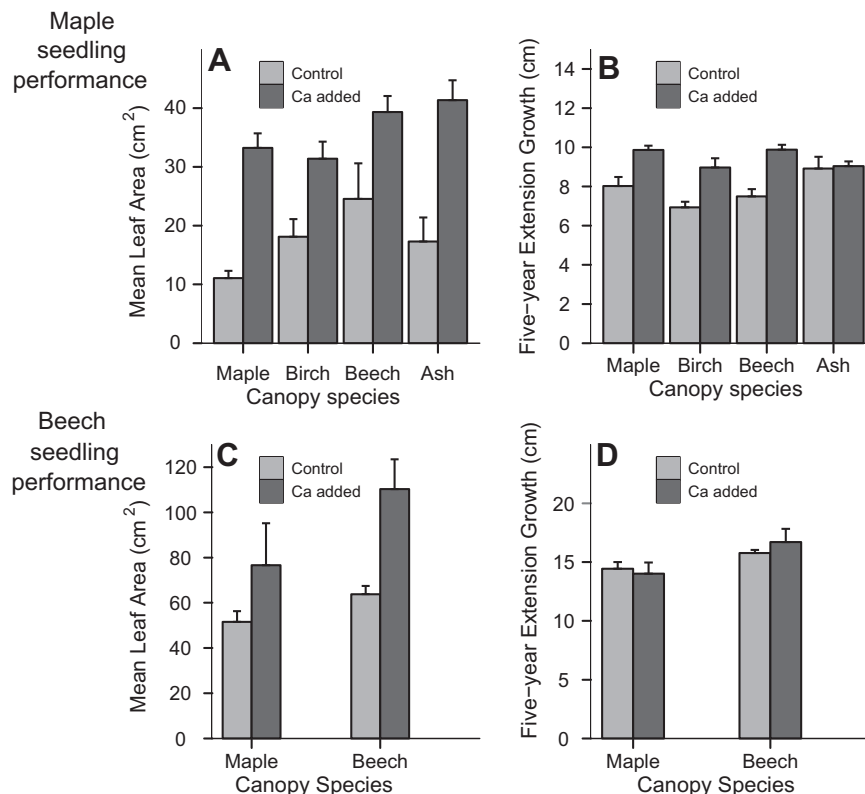 Maple
seedling
performance
A
Control
Ca added
Mean Leaf Area (cm²)
40
30
20
10
0
Maple Birch Beech Ash
Canopy species
B
Control
Ca added
Five−year Extension Growth (cm)
14
12
10
8
6
4
2
0
Maple Birch Beech Ash
Canopy species
Beech
seedling
performance
C
Control
Ca added
Mean Leaf Area (cm²)
120
100
80
60
40
20
0
Maple Beech
Canopy Species
D
Control
Ca added
Five−year Extension Growth (cm)
20
15
10
5
0
Maple Beech
Canopy Species